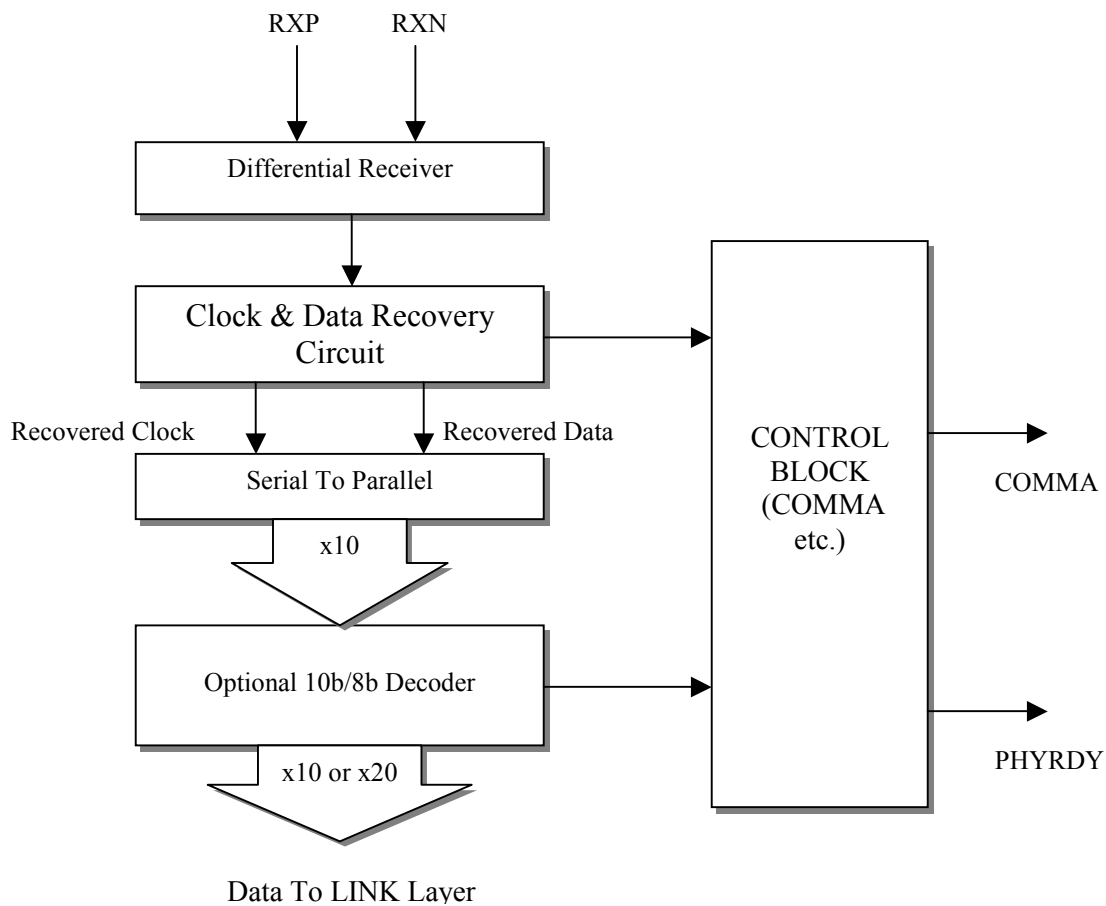 RXP RXN
Differential Receiver
Clock & Data Recovery
Circuit
Recovered Clock
Recovered Data
Serial To Parallel
x10
Optional 10b/8b Decoder
x10 or x20
Data To LINK Layer
CONTROL
BLOCK
(COMMA
etc.)
COMMA
PHYRDY